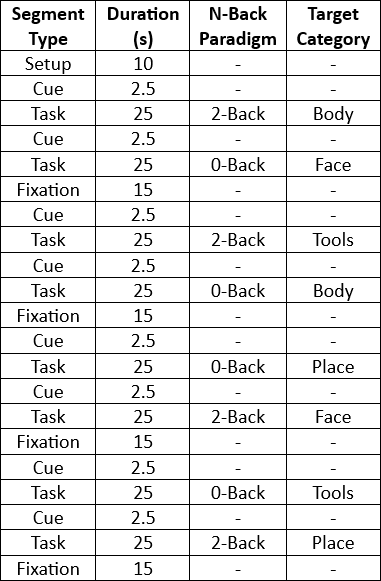 Segment Type Duration (s) N-Back Paradigm Target Category
Setup 10 - -
Cue 2.5 - -
Task 25 2-Back Body
Cue 2.5 - -
Task 25 0-Back Face
Fixation 15 - -
Cue 2.5 - -
Task 25 2-Back Tools
Cue 2.5 - -
Task 25 0-Back Body
Fixation 15 - -
Cue 2.5 - -
Task 25 0-Back Place
Cue 2.5 - -
Task 25 2-Back Face
Fixation 15 - -
Cue 2.5 - -
Task 25 0-Back Tools
Cue 2.5 - -
Task 25 2-Back Place
Fixation 15 - -